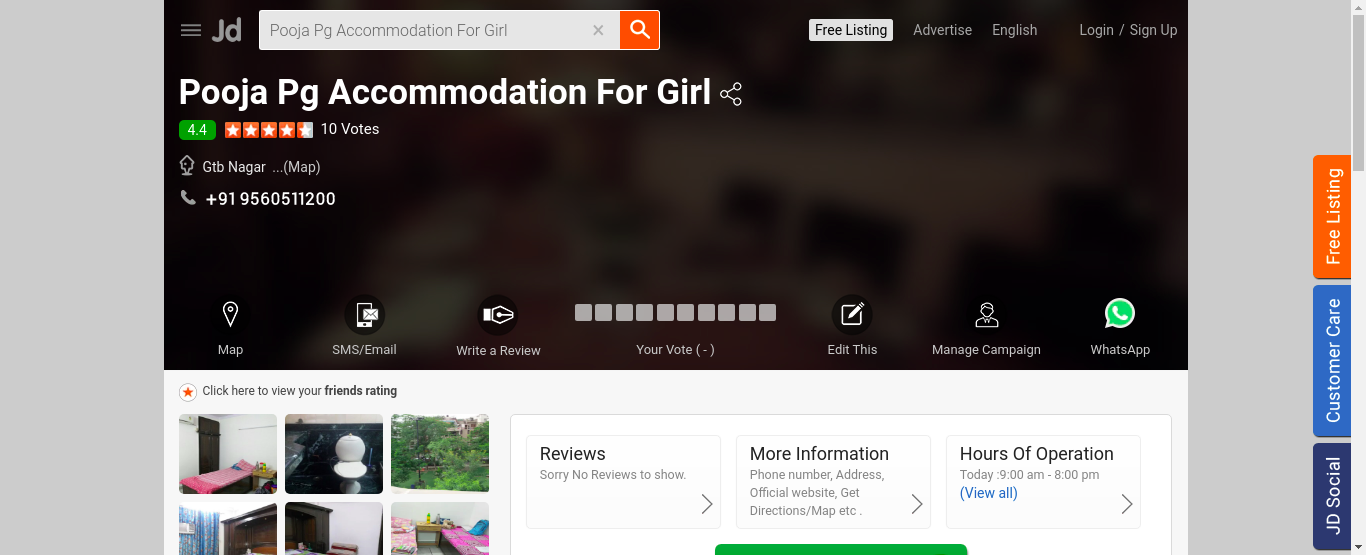 Jd
Pooja Pg Accommodation For Girl
Free Listing
Advertise
English
Login / Sign Up
Pooja Pg Accommodation For Girl
4.4
10 Votes
Gtb Nagar ...(Map)
+91 9560511200
Map
SMS/Email
Write a Review
Your Vote ( - )
Edit This
Manage Campaign
WhatsApp
Click here to view your friends rating
Reviews
Sorry No Reviews to show.
More Information
Phone number, Address,
Official website, Get
Directions/Map etc .
Hours Of Operation
Today :9:00 am - 8:00 pm
(View all)
Free Listing
Customer Care
JD Social